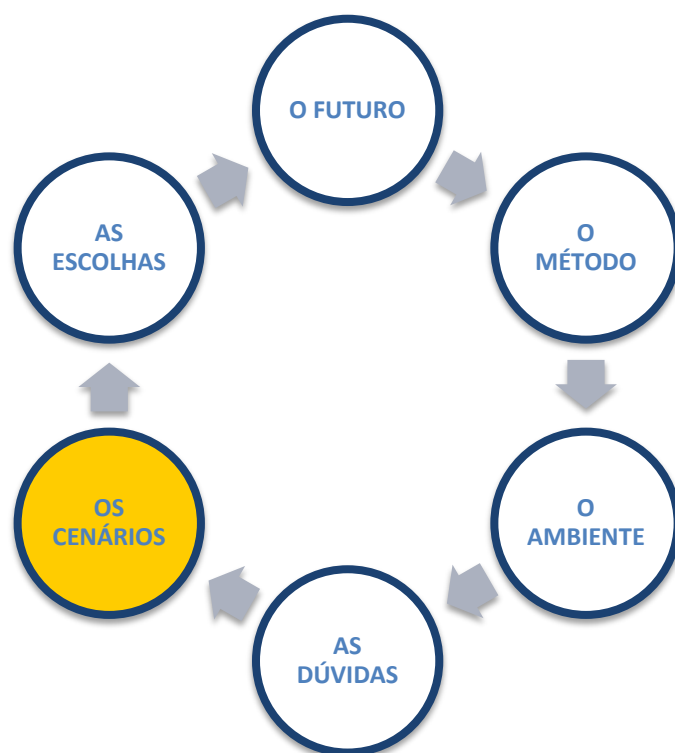 O FUTURO
O
MÉTODO
O
AMBIENTE
AS
DÚVIDAS
OS
CENÁRIOS
AS
ESCOLHAS